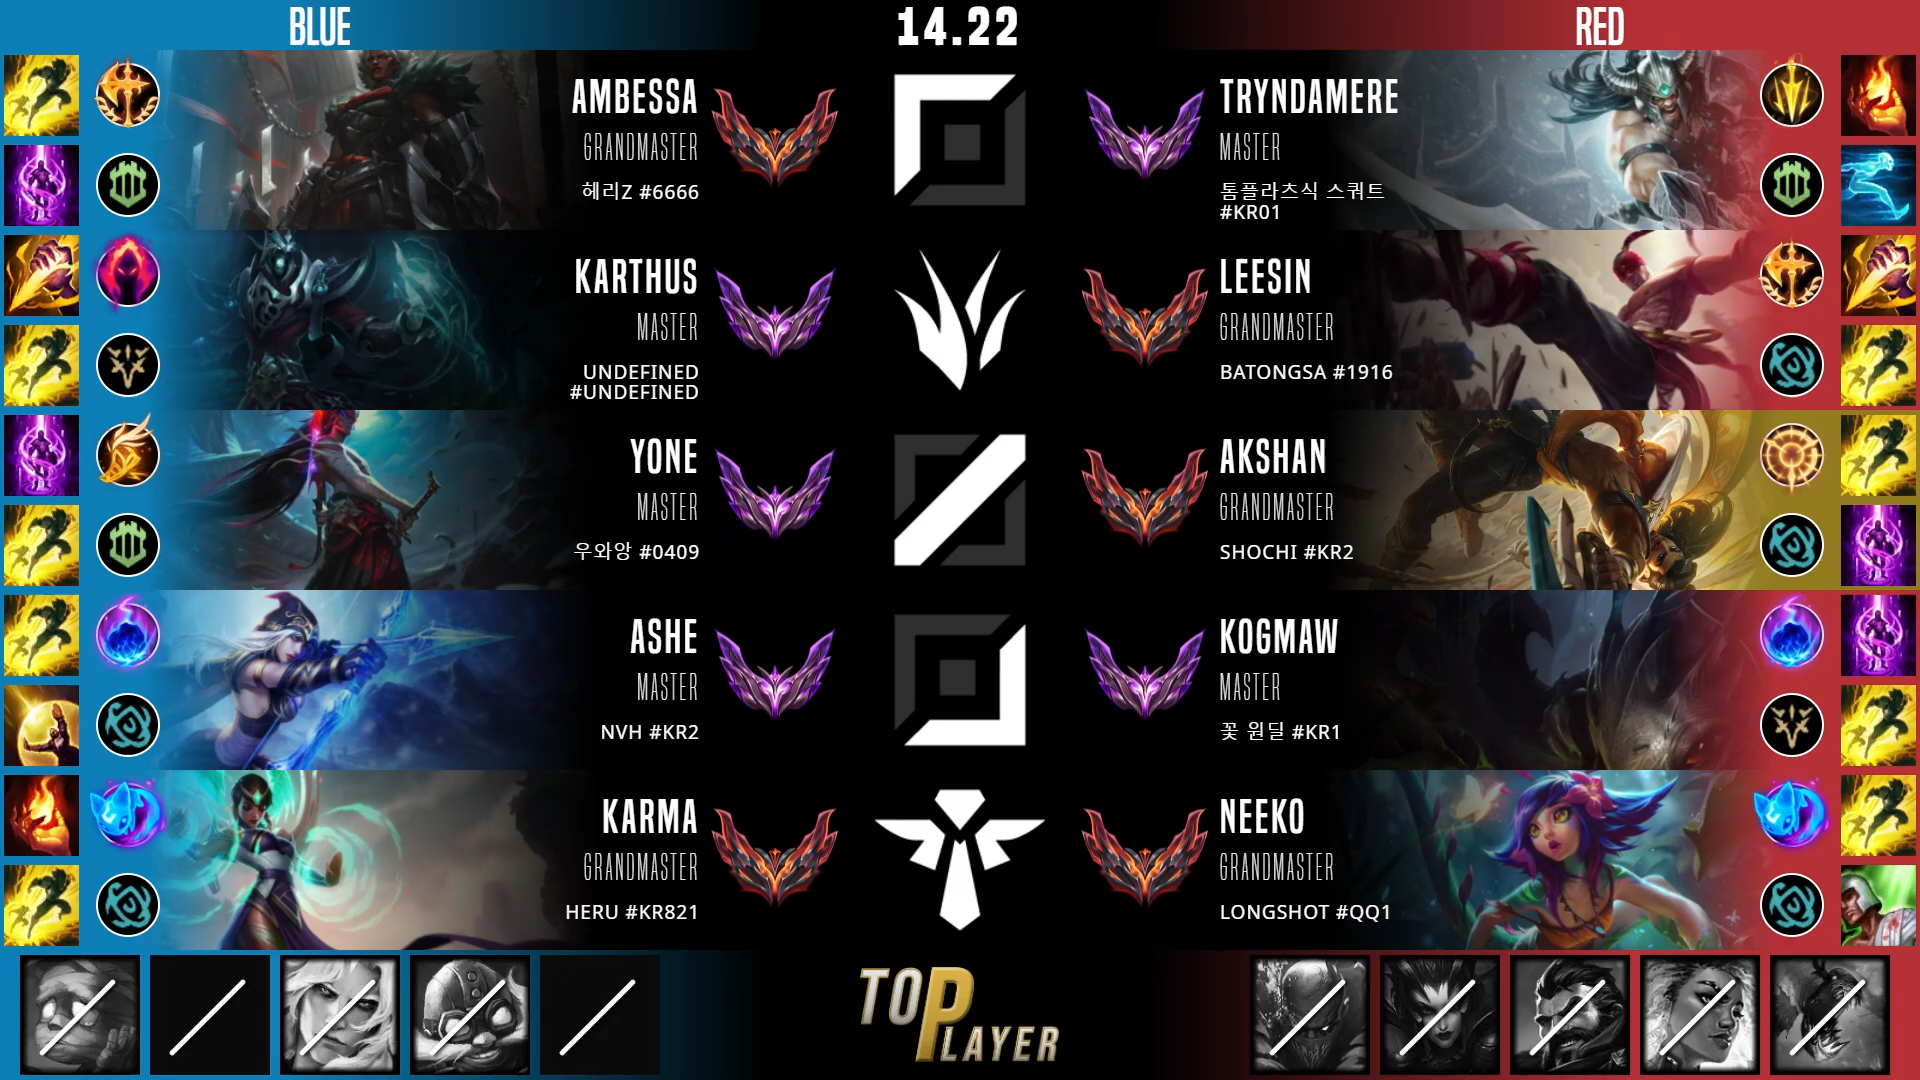 BLUE
14.22
RED
AMBESSA
GRANDMASTER
헤리Z #6666
TRYNDAMERE
MASTER
톰플라츠식 스쿼트
#KR01
KARTHUS
MASTER
UNDEFINED
#UNDEFINED
LEESIN
GRANDMASTER
BATONGSA #1916
YONE
MASTER
우와앙 #0409
AKSHAN
GRANDMASTER
SHOCHI #KR2
ASHE
MASTER
NVH #KR2
KOGMAW
MASTER
꽃 원딜 #KR1
KARMA
GRANDMASTER
HERU #KR821
NEEKO
GRANDMASTER
LONGSHOT #QQ1
TOP
PLAYER